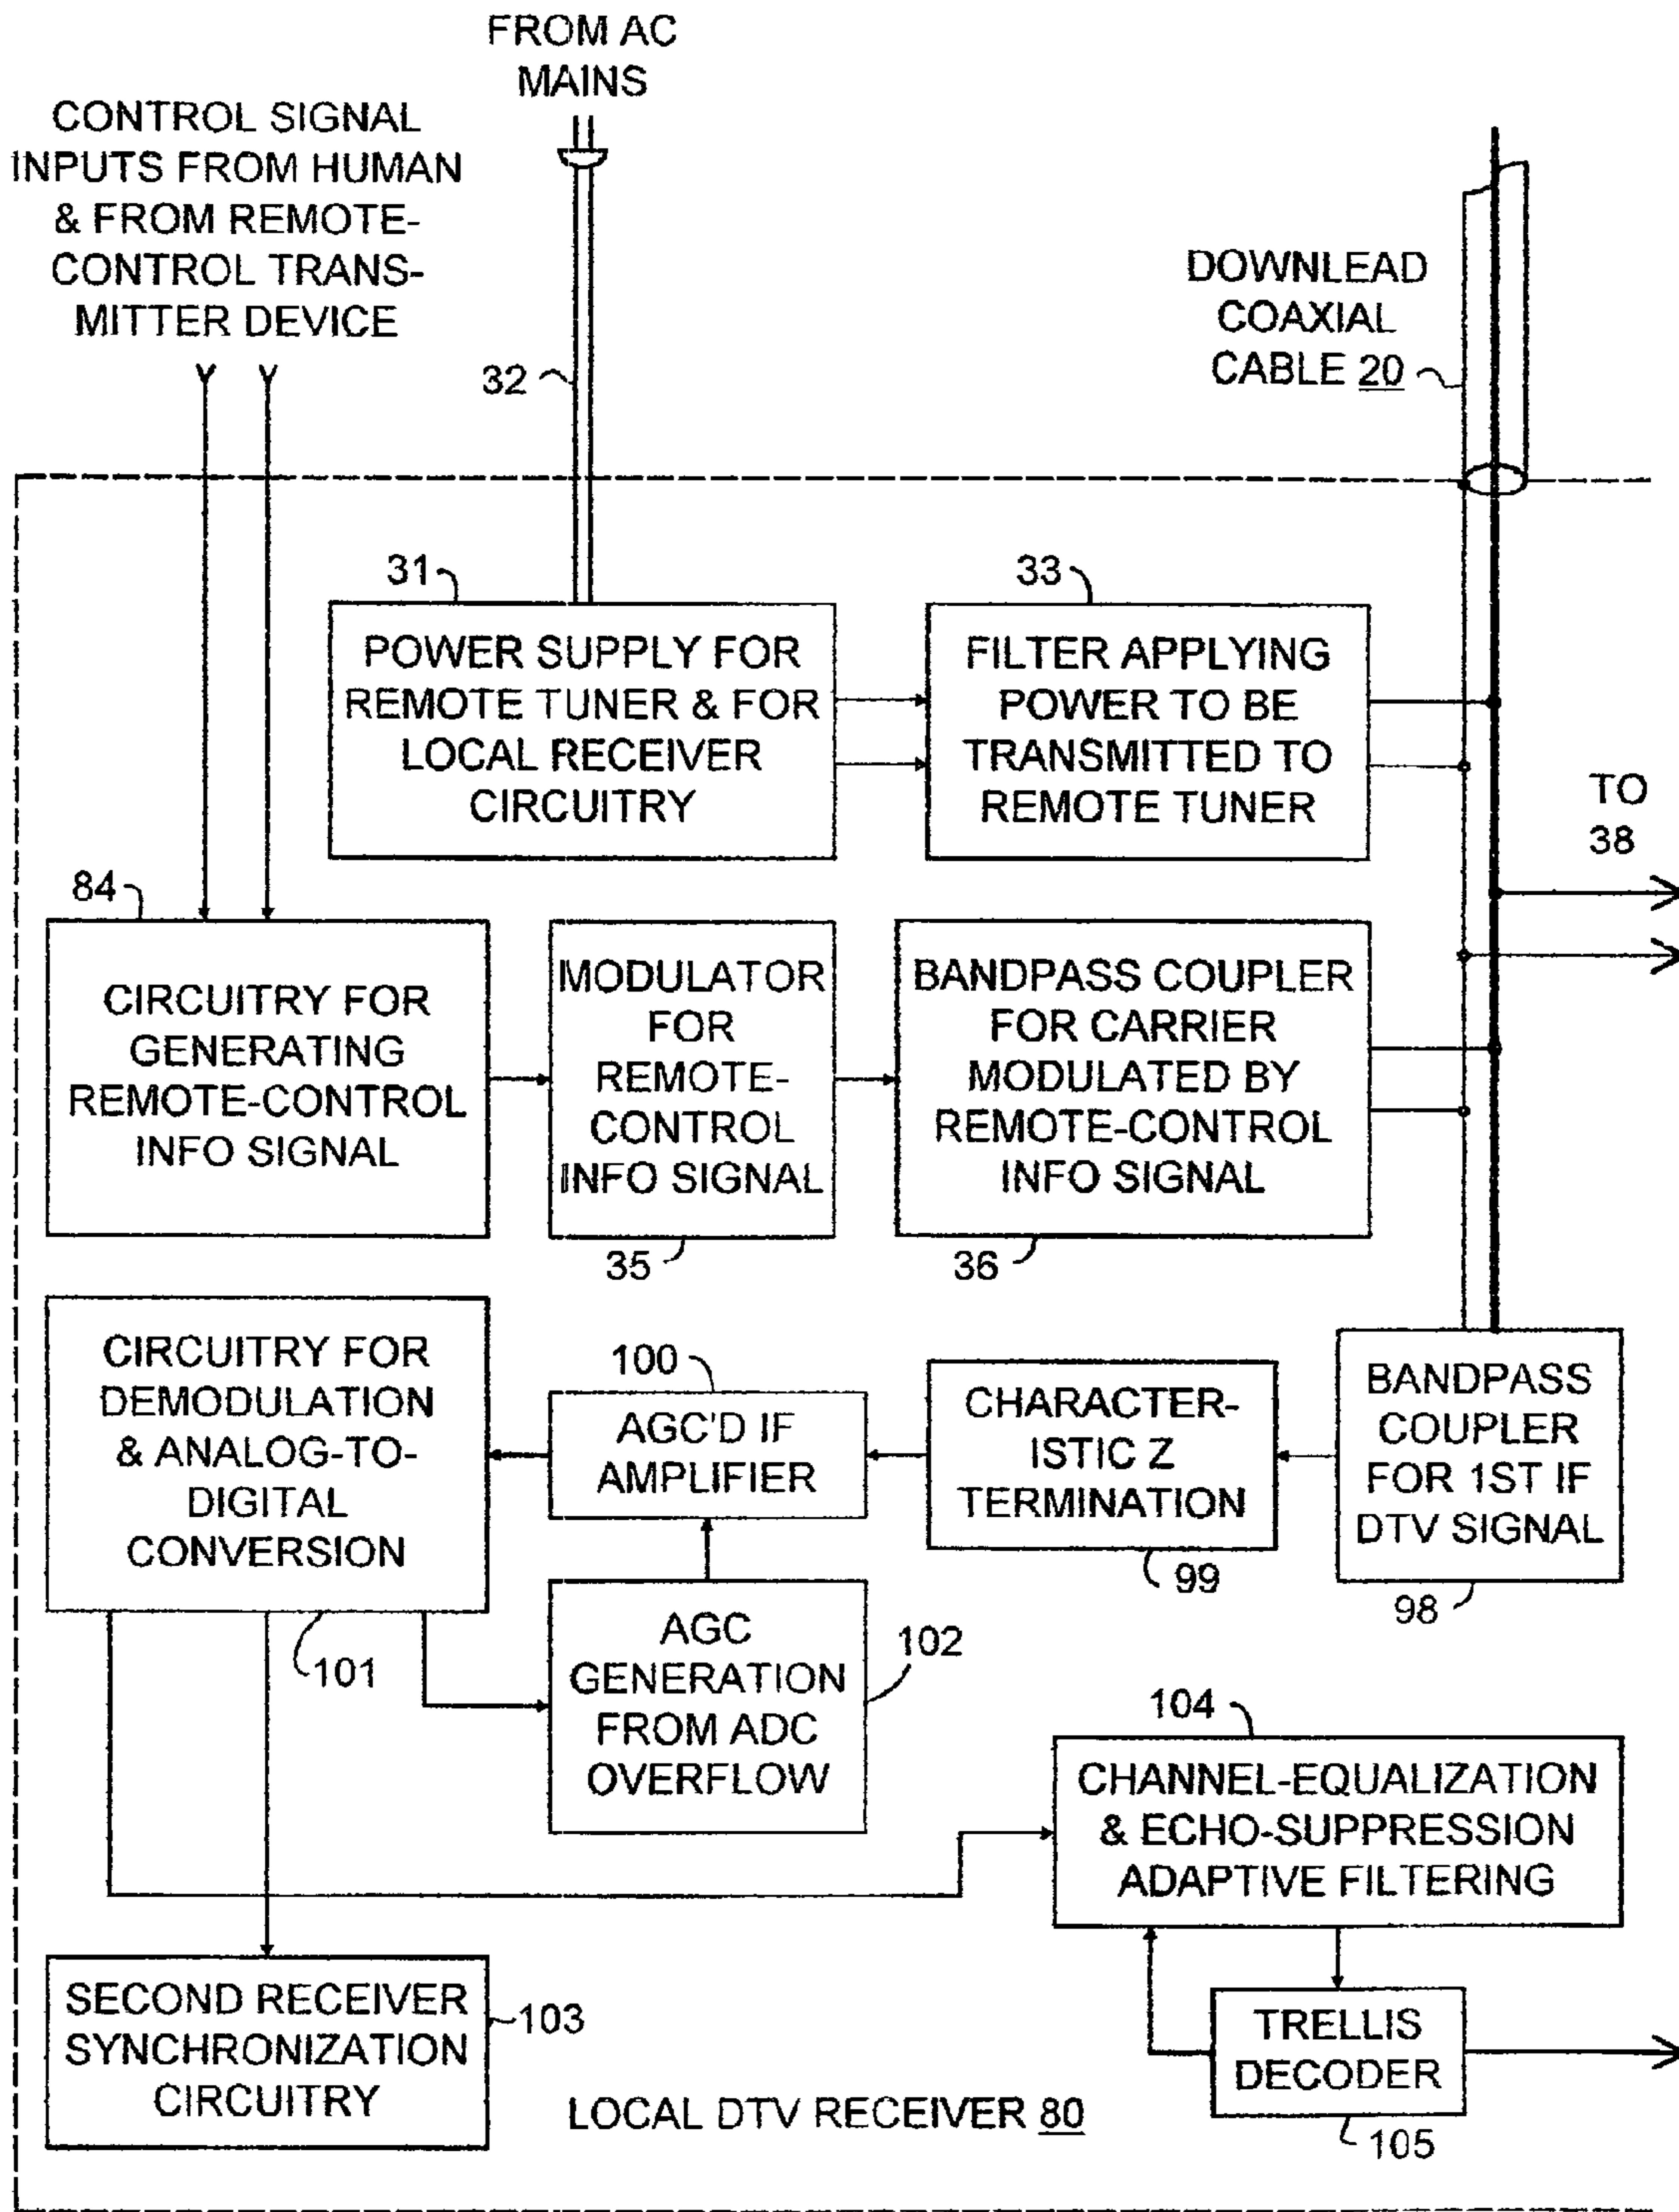 FROM AC
MAINS
CONTROL SIGNAL
INPUTS FROM HUMAN
& FROM REMOTE-
CONTROL TRANS-
MITTER DEVICE
32
DOWNLEAD
COAXIAL
CABLE 20
31
POWER SUPPLY FOR
REMOTE TUNER & FOR
LOCAL RECEIVER
CIRCUITRY
33
FILTER APPLYING
POWER TO BE
TRANSMITTED TO
REMOTE TUNER
TO
38
84
CIRCUITRY FOR
GENERATING
REMOTE-CONTROL
INFO SIGNAL
MODULATOR
FOR
REMOTE-
CONTROL
INFO SIGNAL
35
BANDPASS COUPLER
FOR CARRIER
MODULATED BY
REMOTE-CONTROL
INFO SIGNAL
36
CIRCUITRY FOR
DEMODULATION
& ANALOG-TO-
DIGITAL
CONVERSION
101
100
AGC'D IF
AMPLIFIER
CHARACTER-
ISTIC Z
TERMINATION
99
BANDPASS
COUPLER
FOR 1ST IF
DTV SIGNAL
98
AGC
GENERATION
FROM ADC
OVERFLOW
102
104
CHANNEL-EQUALIZATION
& ECHO-SUPPRESSION
ADAPTIVE FILTERING
SECOND RECEIVER
SYNCHRONIZATION
CIRCUITRY
103
TRELLIS
DECODER
105
LOCAL DTV RECEIVER 80